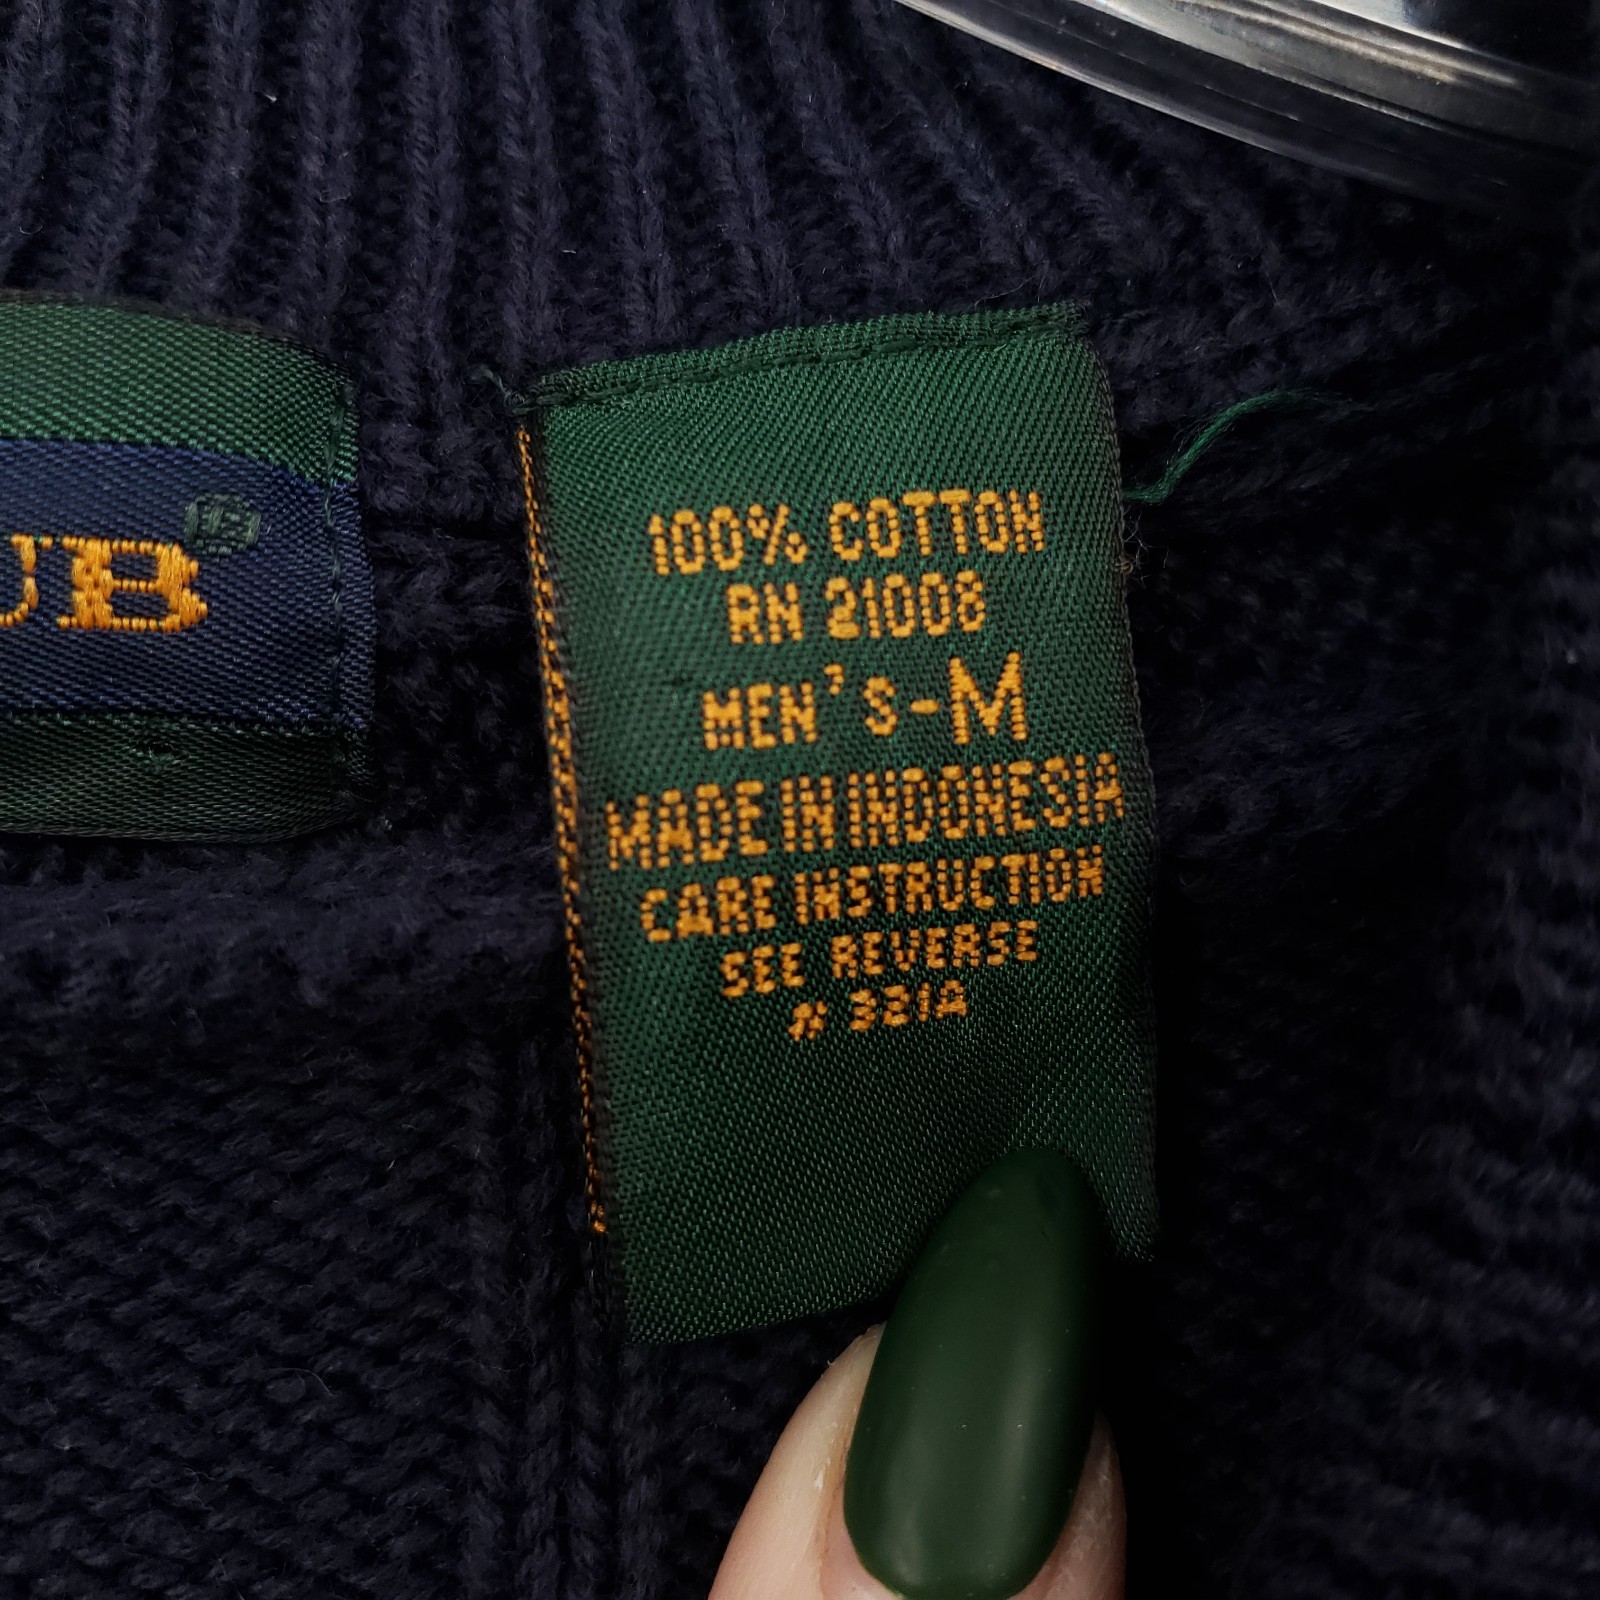 UB®
100% COTTON
RN 21008
MEN'S-M
MADE IN INDONESIA
CARE INSTRUCTION
SEE REVERSE
# 321A